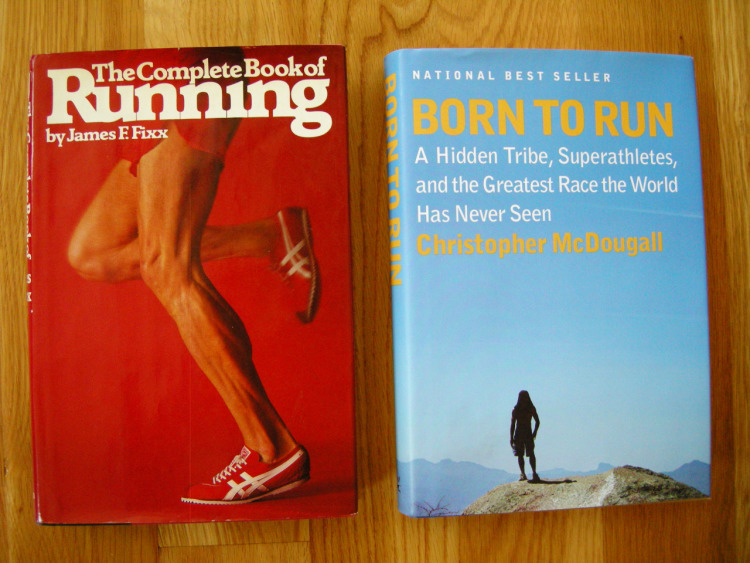 The Complete Book of
Running
by James F. Fixx
NATIONAL BEST SELLER
BORN TO RUN
A Hidden Tribe, Superathletes,
and the Greatest Race the World
Has Never Seen
Christopher McDougall
BORN TO RUN